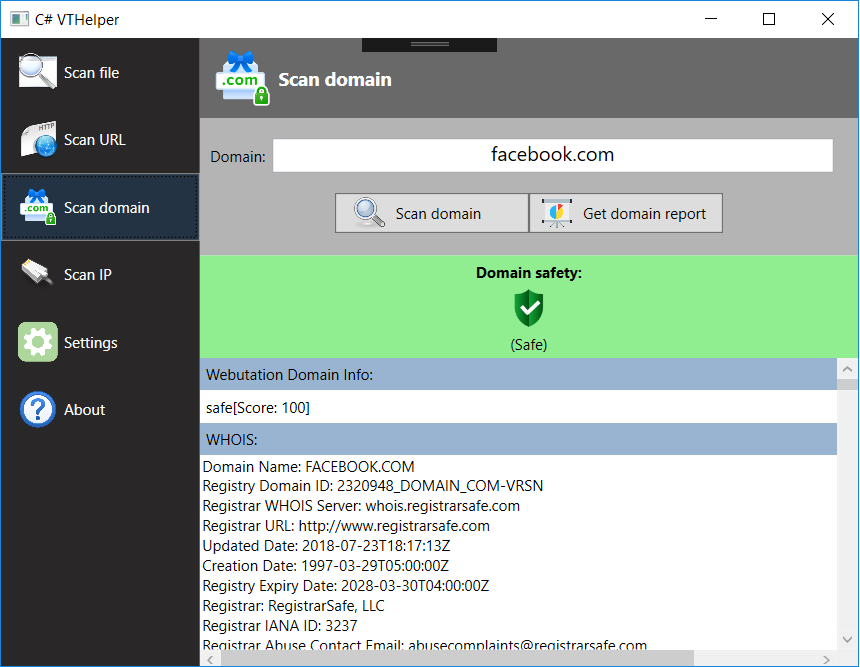 C# VTHelper
Scan file
HTTP
Scan URL
.com
Scan domain
Scan IP
Settings
?
About
.com
Scan domain
Domain:
facebook.com
Scan domain
Get domain report
Domain safety:
(Safe)
Webutation Domain Info:
safe[Score: 100]
WHOIS:
Domain Name: FACEBOOK.COM
Registry Domain ID: 2320948_DOMAIN_COM-VRSN
Registrar WHOIS Server: whois.registrarsafe.com
Registrar URL: http://www.registrarsafe.com
Updated Date: 2018-07-23T18:17:13Z
Creation Date: 1997-03-29T05:00:00Z
Registry Expiry Date: 2028-03-30T04:00:00Z
Registrar: RegistrarSafe, LLC
Registrar IANA ID: 3237
Registrar Abuse Contact Email: abusecomplaints@registrarsafe.com